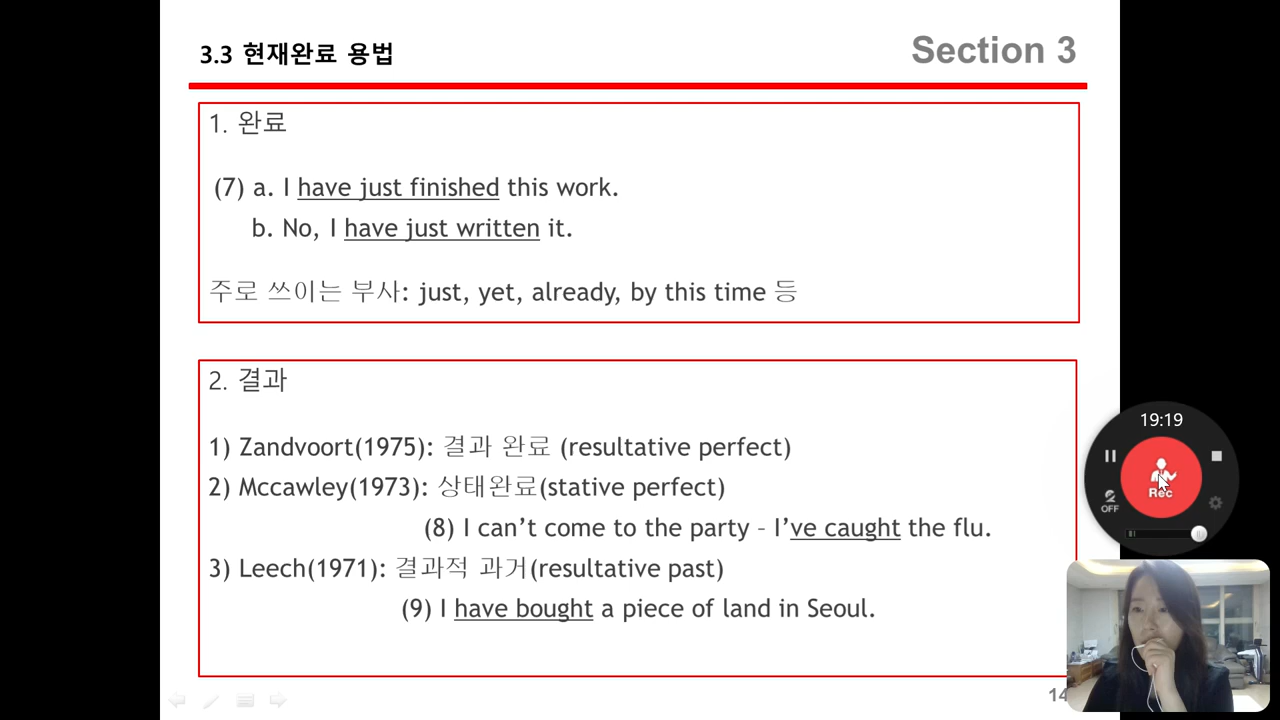 3.3 현재완료 용법
Section 3
1. 완료
(7) a. I have just finished this work.
b. No, I have just written it.
주로 쓰이는 부사: just, yet, already, by this time 등
2. 결과
1) Zandvoort(1975): 결과 완료 (resultative perfect)
2) Mccawley(1973): 상태완료(stative perfect)
(8) I can’t come to the party – I’ve caught the flu.
3) Leech(1971): 결과적 과거(resultative past)
(9) I have bought a piece of land in Seoul.
14
19:19
Rec
OFF